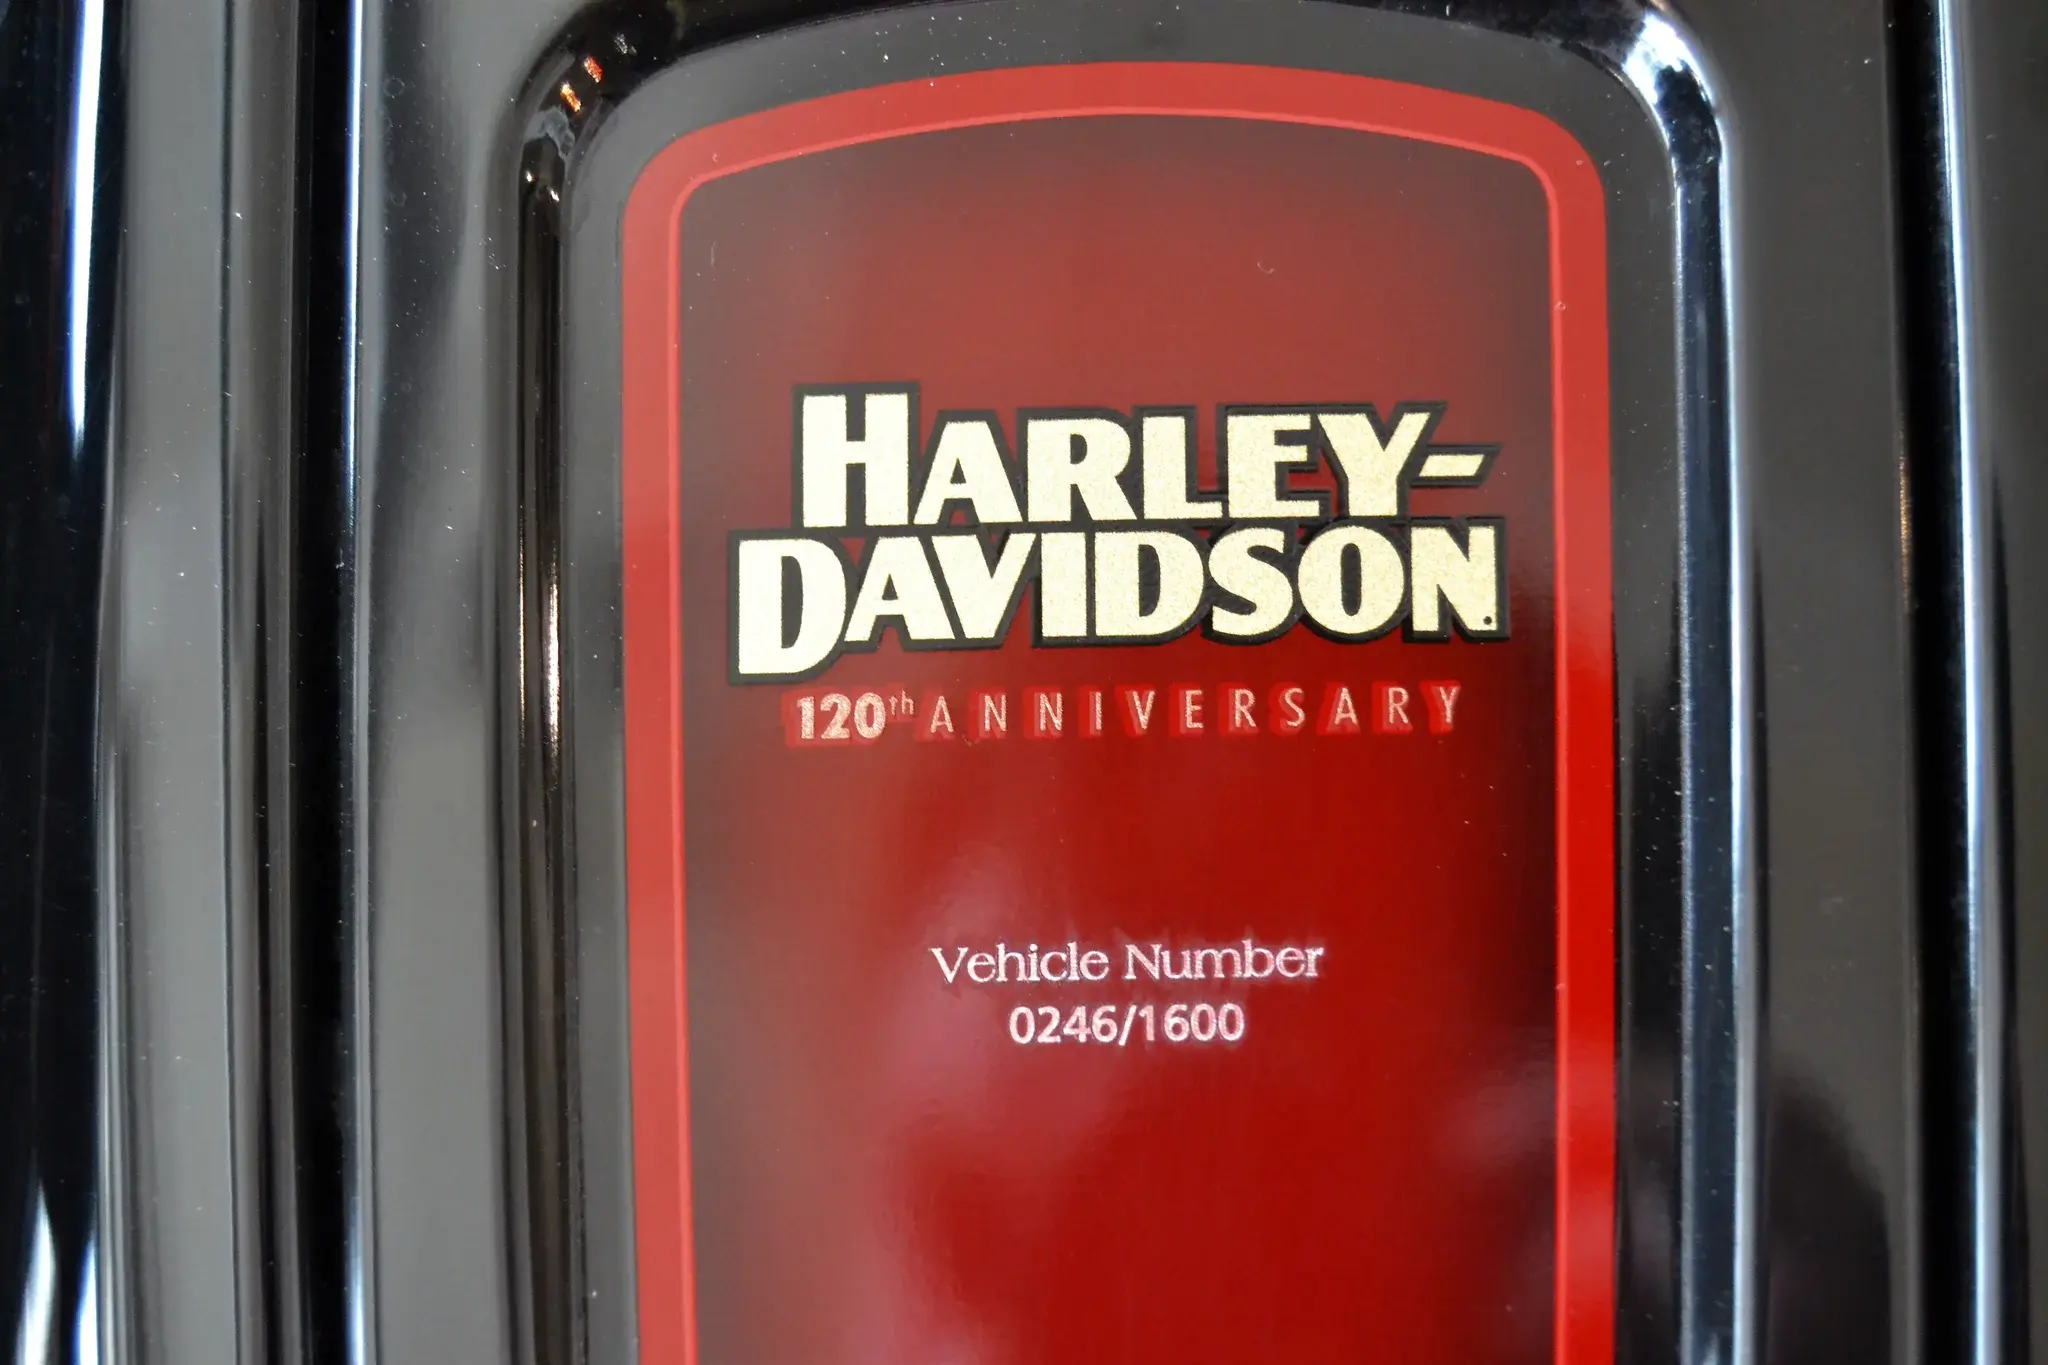 HARLEY-
DAVIDSON
120th ANNIVERSARY
Vehicle Number
0246/1600